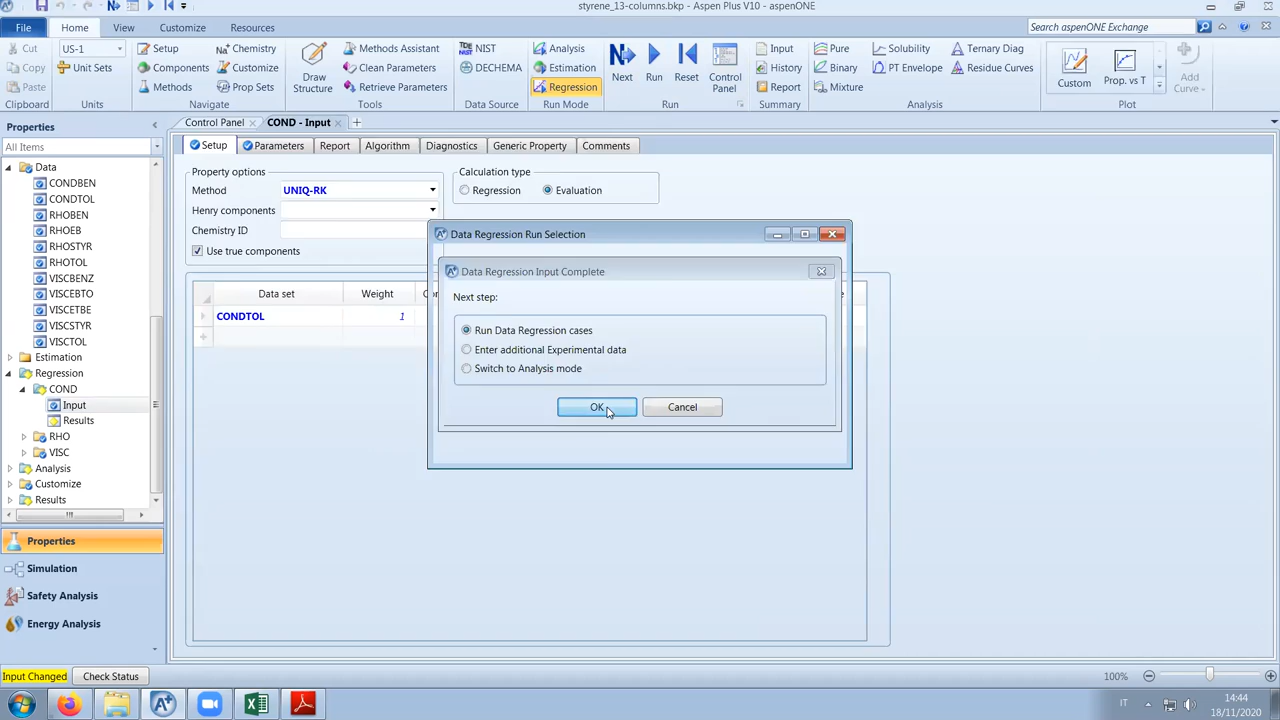 styrene_13-columns.bkp - Aspen Plus V10 - aspenONE
File Home View Customize Resources
Search aspenONE Exchange
Cut US-1 Setup Chemistry Methods Assistant NIST Analysis Input Pure Solubility Ternary Diag
Copy Unit Sets Components Customize Clean Parameters DECHEMA Estimation History Binary PT Envelope Residue Curves
Paste Methods Prop Sets Retrieve Parameters Regression Report Mixture
Draw Structure
Next Run Reset Control Panel
Custom Prop. vs T Add Curve
Clipboard Units Navigate Tools Data Source Run Mode Run Summary Analysis Plot
Properties
Control Panel COND - Input
All Items
Setup Parameters Report Algorithm Diagnostics Generic Property Comments
Data
CONDBEN
CONDTOL
RHOBEN
RHOEB
RHOSTYR
RHOTOL
VISCBENZ
VISCEBTO
VISCETBE
VISCSTYR
VISCTOL
Estimation
Regression
COND
Input
Results
RHO
VISC
Analysis
Customize
Results
Properties
Simulation
Safety Analysis
Energy Analysis
Property options
Method UNIQ-RK
Henry components
Chemistry ID
Use true components
Calculation type
Regression Evaluation
Data set Weight
CONDTOL 1
Data Regression Run Selection
Data Regression Input Complete
Next step:
Run Data Regression cases
Enter additional Experimental data
Switch to Analysis mode
OK Cancel
Input Changed Check Status
100%
IT
14:44
18/11/2020